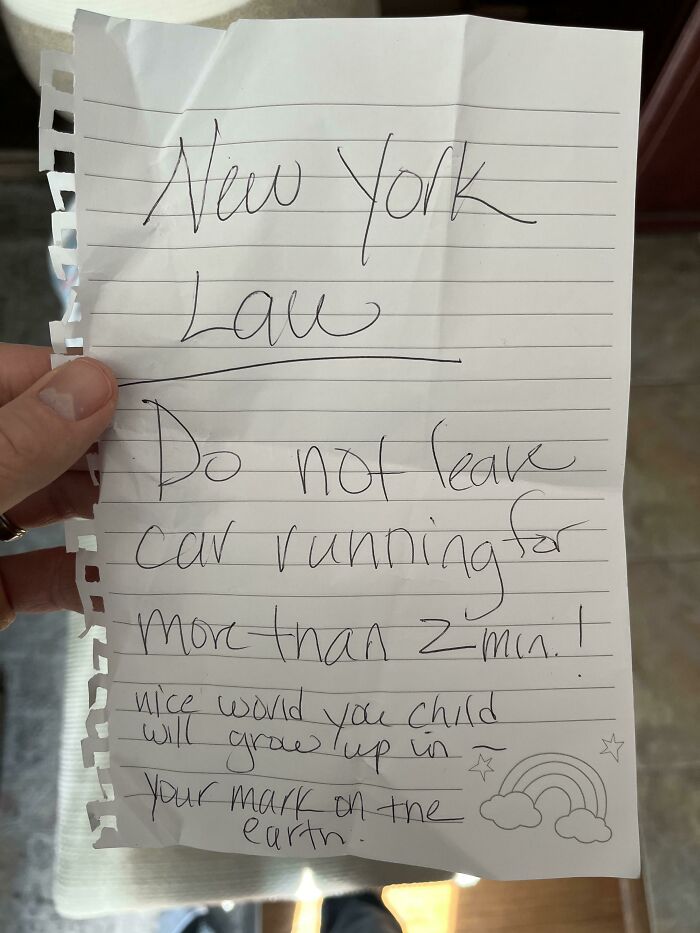 New York
Law
Do not leave
car running for
more than 2 min.!
nice world you child
will grow up in ~
your mark on the
earth.